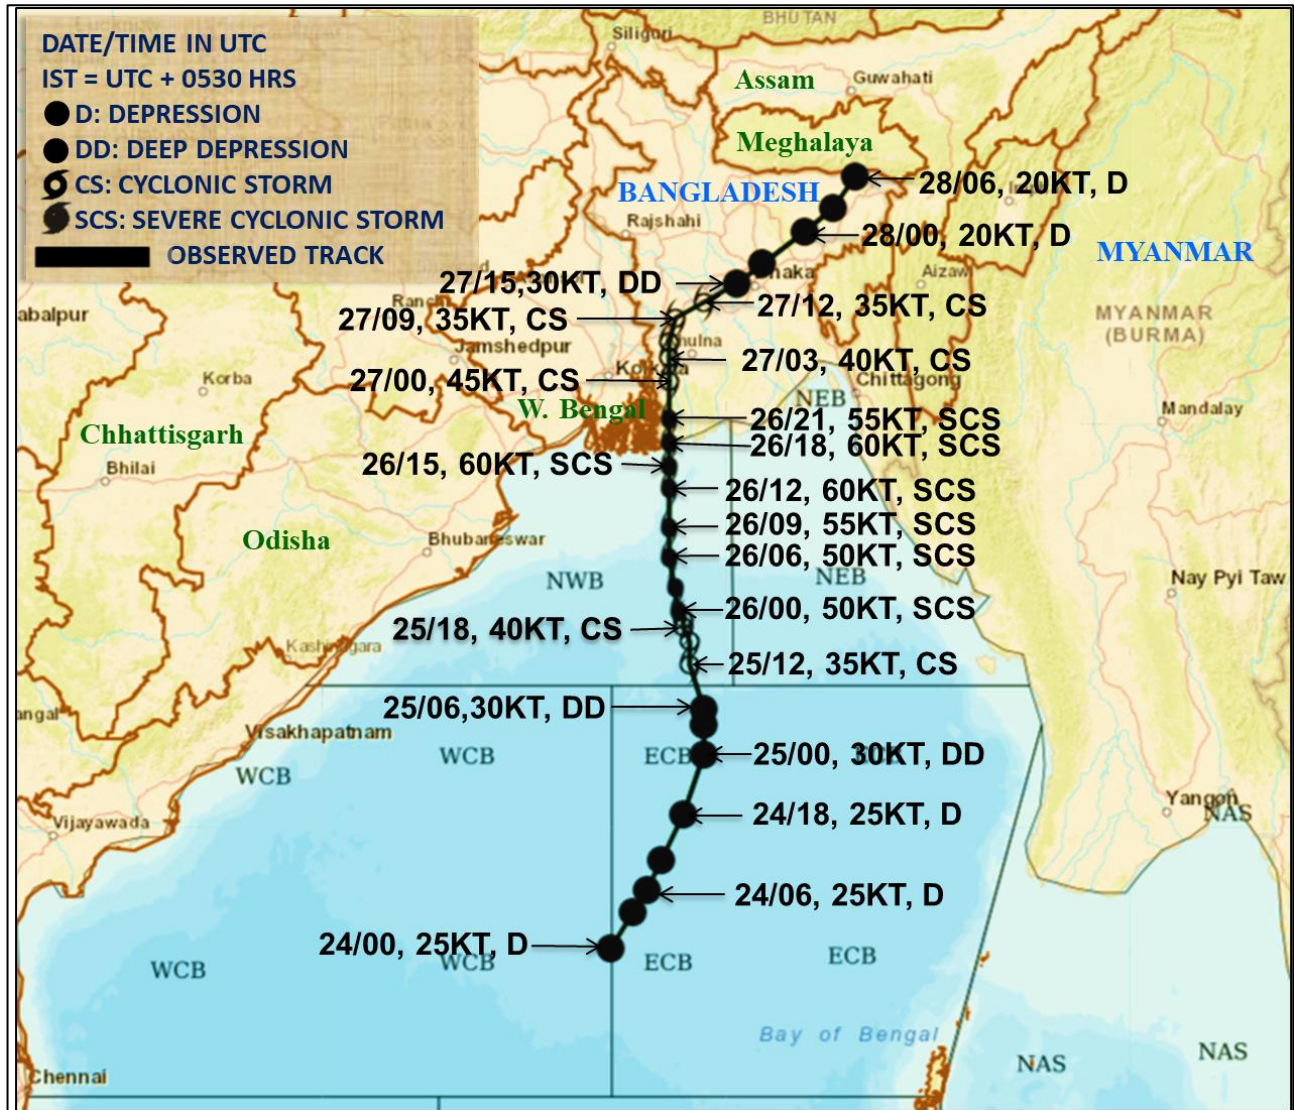 DATE/TIME IN UTC
IST = UTC + 0530 HRS
D: DEPRESSION
DD: DEEP DEPRESSION
CS: CYCLONIC STORM
SCS: SEVERE CYCLONIC STORM
OBSERVED TRACK
BHUTAN
Siliguri
Assam
Guwahati
Meghalaya
BANGLADESH
28/06, 20KT, D
Rajshahi
28/00, 20KT, D
MYANMAR
27/15,30KT, DD
Aizaw
27/12, 35KT, CS
Ranchi
27/09, 35KT, CS
MYANMAR
(BURMA)
abalpur
Jamshedpur
27/03, 40KT, CS
Korba
27/00, 45KT, CS
Chittagong
NEB
W. Bengal
Mandalay
26/21, 55KT, SCS
Chhattisgarh
26/18, 60KT, SCS
Bhilai
26/15, 60KT, SCS
26/12, 60KT, SCS
26/09, 55KT, SCS
Odisha
Bhubaneswar
26/06, 50KT, SCS
NWB
NEB
Nay Pyi Taw
26/00, 50KT, SCS
25/18, 40KT, CS
25/12, 35KT, CS
25/06,30KT, DD
angal
Visakhapatnam
WCB
ECB
25/00, 30KT, DD
WCB
Yangon
NAS
24/18, 25KT, D
Vijayawada
24/06, 25KT, D
24/00, 25KT, D
WCB
WCB
ECB
ECB
Bay of Bengal
NAS
NAS
Chennai